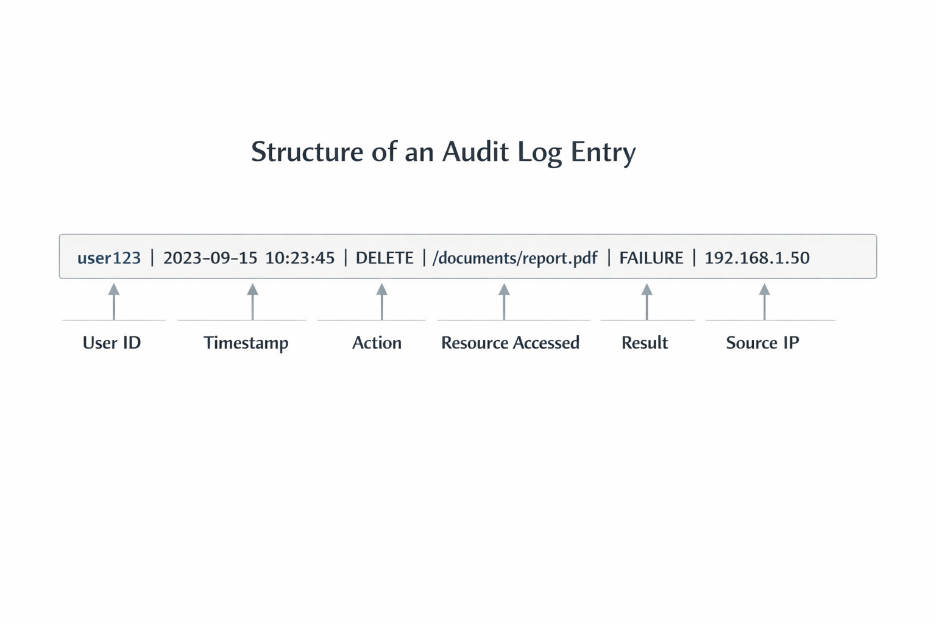 Structure of an Audit Log Entry
user123 | 2023-09-15 10:23:45 | DELETE | /documents/report.pdf | FAILURE | 192.168.1.50
User ID Timestamp Action Resource Accessed Result Source IP